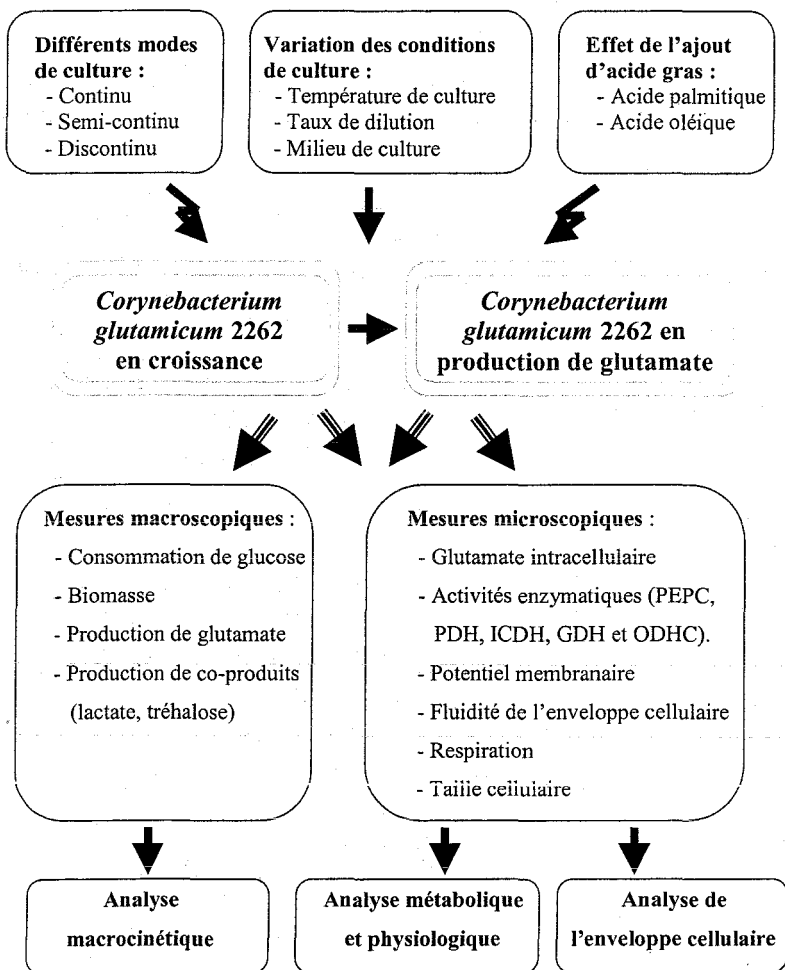 Différents modes
de culture :
- Continu
- Semi-continu
- Discontinu
Variation des conditions
de culture :
- Température de culture
- Taux de dilution
- Milieu de culture
Effet de l'ajout
d'acide gras :
- Acide palmitique
- Acide oléique
Corynebacterium
glutamicum 2262
en croissance
Corynebacterium
glutamicum 2262 en
production de glutamate
Mesures macroscopiques :
- Consommation de glucose
- Biomasse
- Production de glutamate
- Production de co-produits
(lactate, tréhalose)
Mesures microscopiques :
- Glutamate intracellulaire
- Activités enzymatiques (PEPC,
PDH, ICDH, GDH et ODHC).
- Potentiel membranaire
- Fluidité de l'enveloppe cellulaire
- Respiration
- Taille cellulaire
Analyse
macrocinétique
Analyse métabolique
et physiologique
Analyse de
l'enveloppe cellulaire